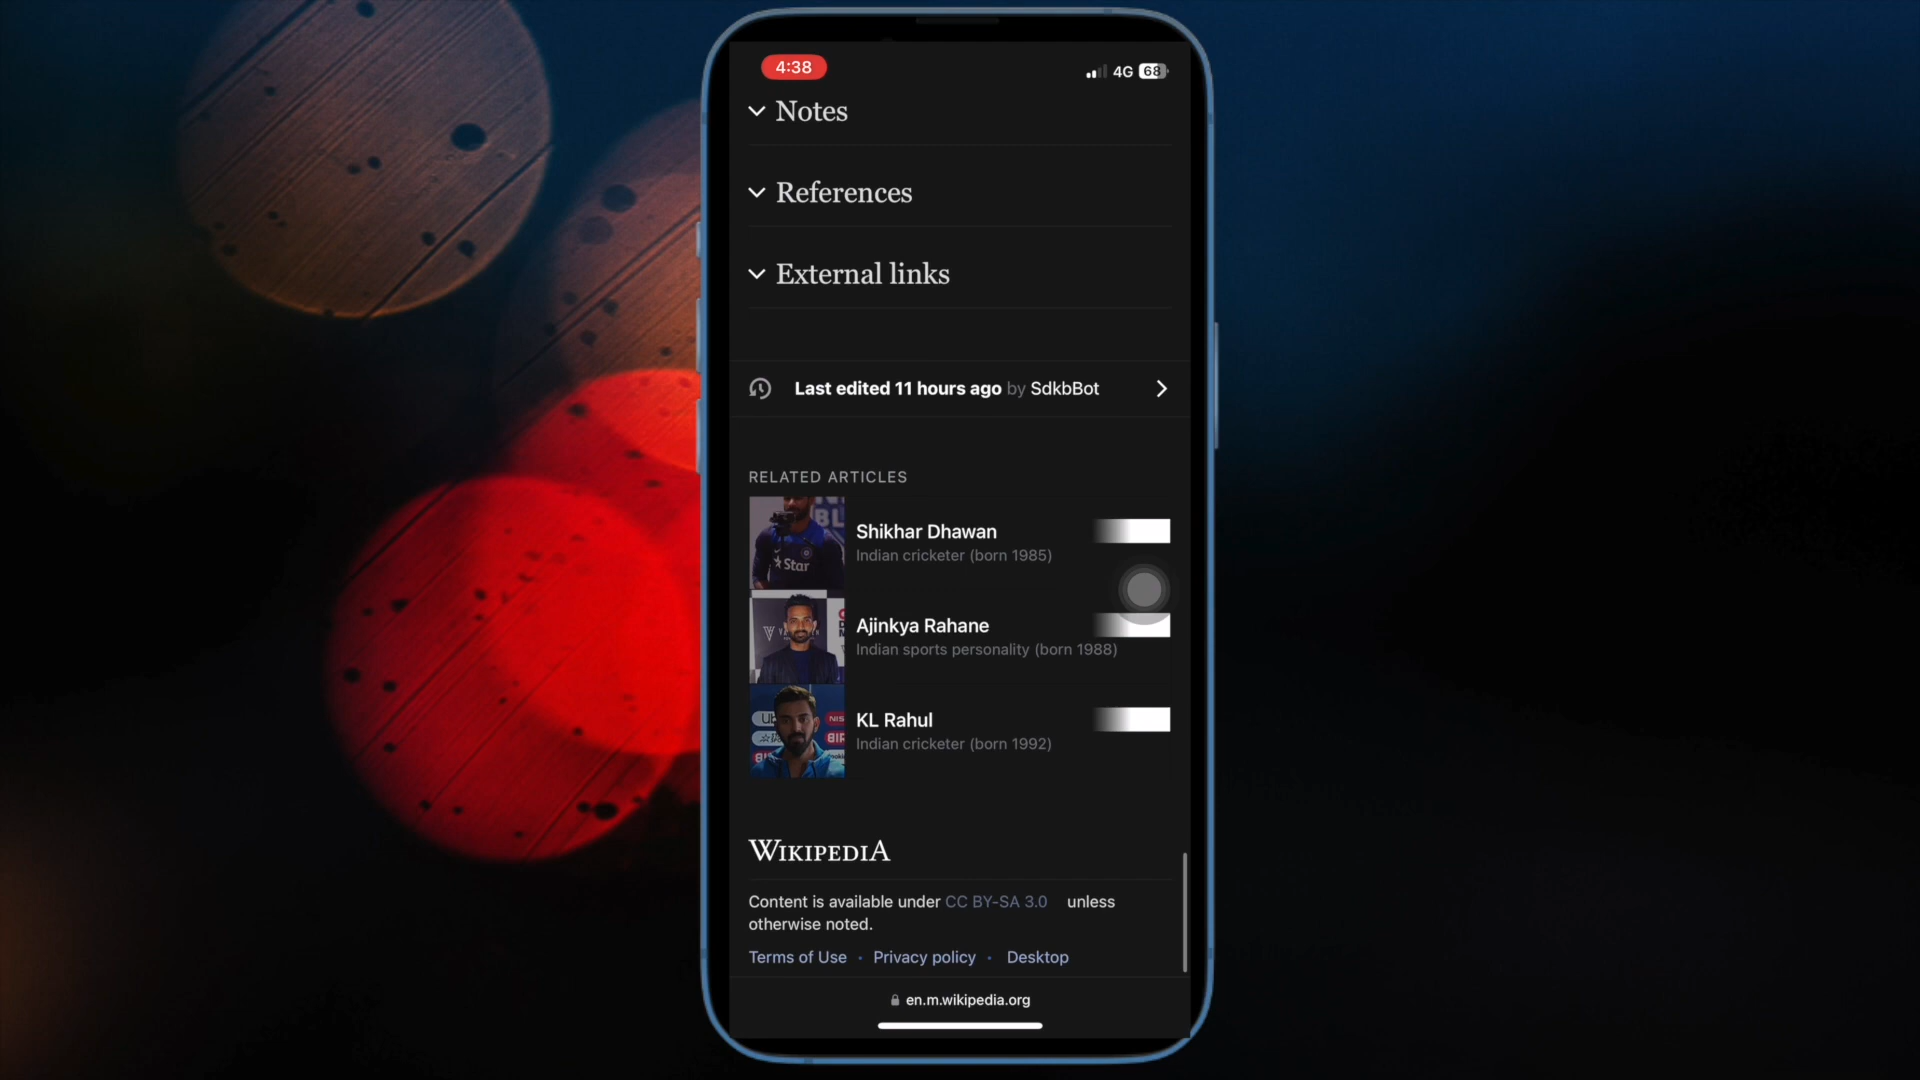 4:38
4G 68
Notes
References
External links
Last edited 11 hours ago by SdkbBot
RELATED ARTICLES
BL
Star
Shikhar Dhawan
Indian cricketer (born 1985)
Ajinkya Rahane
Indian sports personality (born 1988)
KL Rahul
Indian cricketer (born 1992)
WIKIPEDIA
Content is available under CC BY-SA 3.0 unless
otherwise noted.
Terms of Use • Privacy policy • Desktop
en.m.wikipedia.org